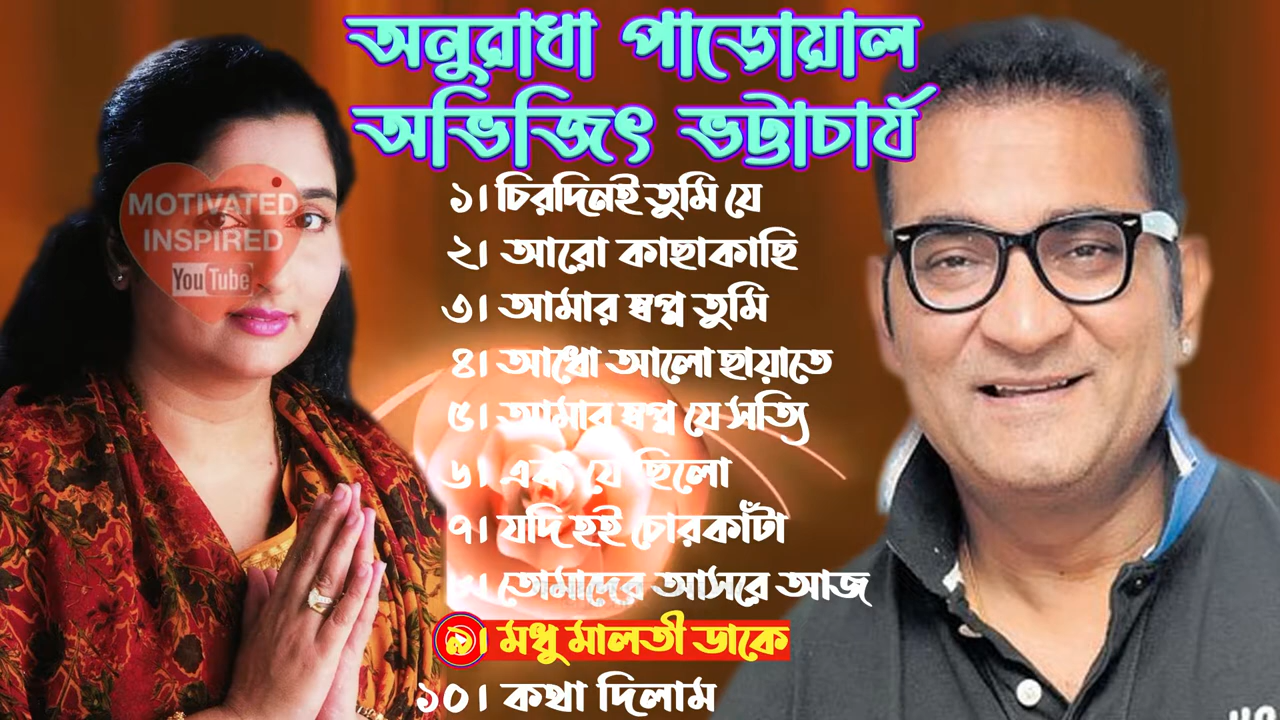 অনুরাধা পাড়োয়াল
অভিজিৎ ভট্টাচার্য
MOTIVATED
INSPIRED
YouTube
১। চিরদিনই তুমি যে
২। আরো কাছাকাছি
৩। আমার স্বপ্ন তুমি
৪। আধো আলো ছায়াতে
৫। আমার স্বপ্ন যে সত্যি
৬। একই যে ছিলো
৭। যদি হই চোরকাঁটা
৮। তোমাদের আসরে আজ
৯। মধু মালতী ডাকে
১০। কথা দিলাম